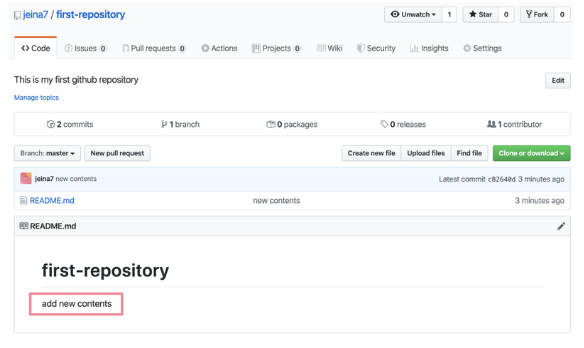 jeina7 / first-repository
Unwatch 1 Star 0 Fork 0
Code Issues 0 Pull requests 0 Actions Projects 0 Wiki Security Insights Settings
This is my first github repository Edit
Manage topics
2 commits 1 branch 0 packages 0 releases 1 contributor
Branch: master New pull request Create new file Upload files Find file Clone or download
jeina7 new contents Latest commit c02640d 3 minutes ago
README.md new contents 3 minutes ago
README.md
first-repository
add new contents